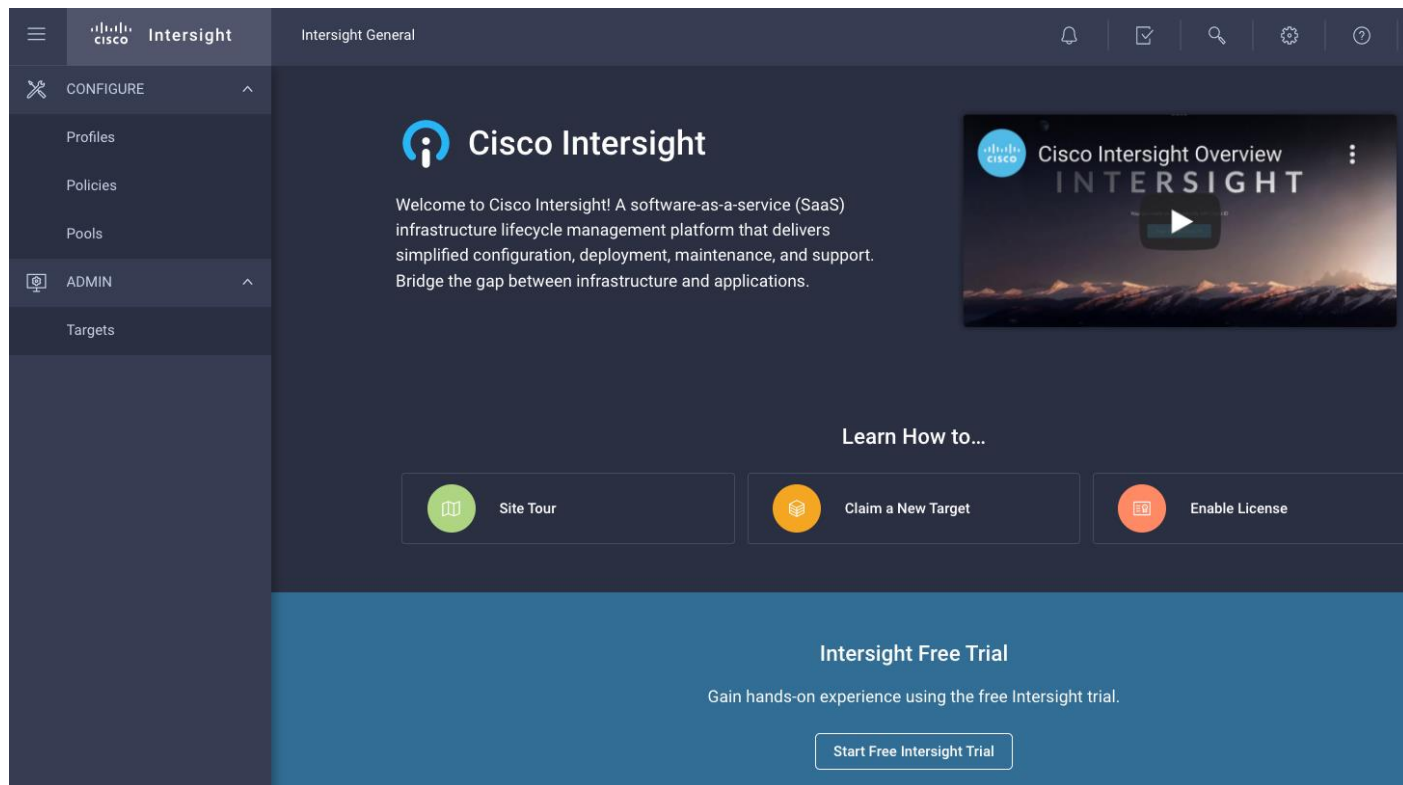 cisco Intersight
Intersight General
CONFIGURE
Profiles
Policies
Pools
ADMIN
Targets
Cisco Intersight
Welcome to Cisco Intersight! A software-as-a-service (SaaS)
infrastructure lifecycle management platform that delivers
simplified configuration, deployment, maintenance, and support.
Bridge the gap between infrastructure and applications.
cisco
Cisco Intersight Overview
INTERSIGHT
Learn How to...
Site Tour
Claim a New Target
Enable License
Intersight Free Trial
Gain hands-on experience using the free Intersight trial.
Start Free Intersight Trial